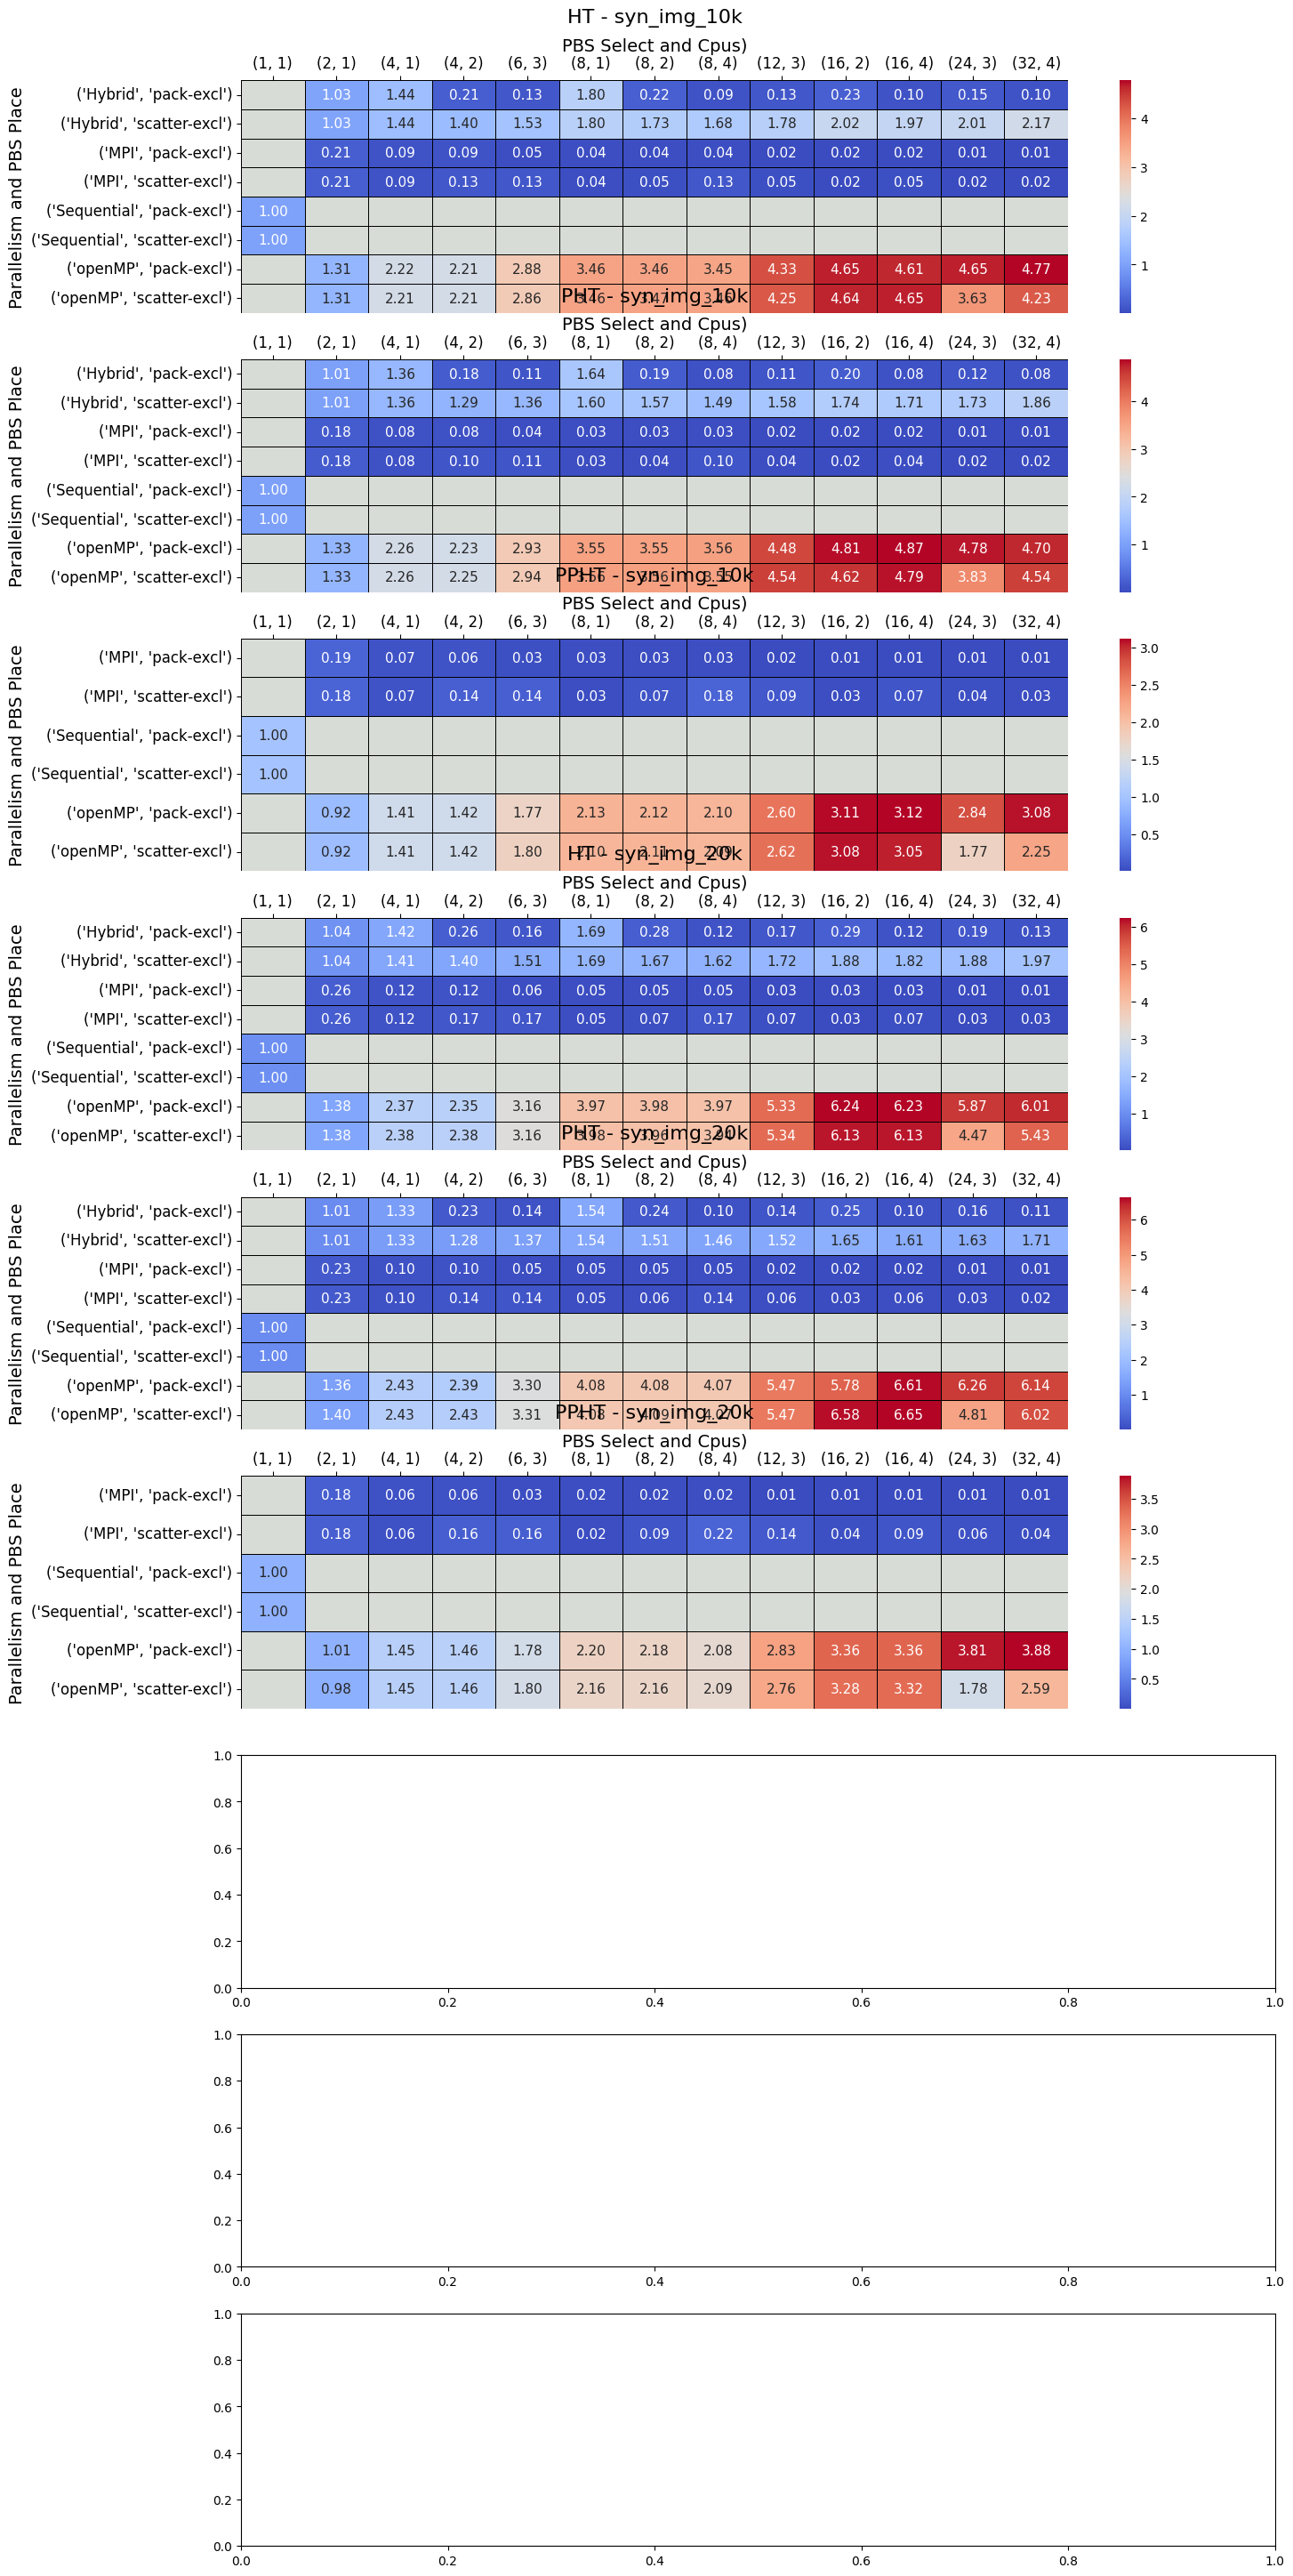 HT - syn_img_10k
PBS Select and Cpus)
(1, 1) (2, 1) (4, 1) (4, 2) (6, 3) (8, 1) (8, 2) (8, 4) (12, 3) (16, 2) (16, 4) (24, 3) (32, 4)
Parallelism and PBS Place
('Hybrid', 'pack-excl') 1.03 1.44 0.21 0.13 1.80 0.22 0.09 0.13 0.23 0.10 0.15 0.10
('Hybrid', 'scatter-excl') 1.03 1.44 1.40 1.53 1.80 1.73 1.68 1.78 2.02 1.97 2.01 2.17
('MPI', 'pack-excl') 0.21 0.09 0.09 0.05 0.04 0.04 0.04 0.02 0.02 0.02 0.01 0.01
('MPI', 'scatter-excl') 0.21 0.09 0.13 0.13 0.04 0.05 0.13 0.05 0.02 0.05 0.02 0.02
('Sequential', 'pack-excl') 1.00
('Sequential', 'scatter-excl') 1.00
('openMP', 'pack-excl') 1.31 2.22 2.21 2.88 3.46 3.46 3.45 4.33 4.65 4.61 4.65 4.77
('openMP', 'scatter-excl') 1.31 2.21 2.21 2.86 3.46 3.47 4.25 4.64 4.65 3.63 4.23
4
3
2
1
PHT - syn_img_10k
PBS Select and Cpus)
(1, 1) (2, 1) (4, 1) (4, 2) (6, 3) (8, 1) (8, 2) (8, 4) (12, 3) (16, 2) (16, 4) (24, 3) (32, 4)
Parallelism and PBS Place
('Hybrid', 'pack-excl') 1.01 1.36 0.18 0.11 1.64 0.19 0.08 0.11 0.20 0.08 0.12 0.08
('Hybrid', 'scatter-excl') 1.01 1.36 1.29 1.36 1.60 1.57 1.49 1.58 1.74 1.71 1.73 1.86
('MPI', 'pack-excl') 0.18 0.08 0.08 0.04 0.03 0.03 0.03 0.02 0.02 0.02 0.01 0.01
('MPI', 'scatter-excl') 0.18 0.08 0.10 0.11 0.03 0.04 0.10 0.04 0.02 0.04 0.02 0.02
('Sequential', 'pack-excl') 1.00
('Sequential', 'scatter-excl') 1.00
('openMP', 'pack-excl') 1.33 2.26 2.23 2.93 3.55 3.55 3.56 4.48 4.81 4.87 4.78 4.70
('openMP', 'scatter-excl') 1.33 2.26 2.25 2.94 3.56 3.56 3.55 4.54 4.62 4.79 3.83 4.54
4
3
2
1
PPHT - syn_img_10k
PBS Select and Cpus)
(1, 1) (2, 1) (4, 1) (4, 2) (6, 3) (8, 1) (8, 2) (8, 4) (12, 3) (16, 2) (16, 4) (24, 3) (32, 4)
Parallelism and PBS Place
('MPI', 'pack-excl') 0.19 0.07 0.06 0.03 0.03 0.03 0.03 0.02 0.01 0.01 0.01 0.01
('MPI', 'scatter-excl') 0.18 0.07 0.14 0.14 0.03 0.07 0.18 0.09 0.03 0.07 0.04 0.03
('Sequential', 'pack-excl') 1.00
('Sequential', 'scatter-excl') 1.00
('openMP', 'pack-excl') 0.92 1.41 1.42 1.77 2.13 2.12 2.10 2.60 3.11 3.12 2.84 3.08
('openMP', 'scatter-excl') 0.92 1.41 1.42 1.80 2.10 2.11 2.09 2.62 3.08 3.05 1.77 2.25
3.0
2.5
2.0
1.5
1.0
0.5
HT - syn_img_20k
PBS Select and Cpus)
(1, 1) (2, 1) (4, 1) (4, 2) (6, 3) (8, 1) (8, 2) (8, 4) (12, 3) (16, 2) (16, 4) (24, 3) (32, 4)
Parallelism and PBS Place
('Hybrid', 'pack-excl') 1.04 1.42 0.26 0.16 1.69 0.28 0.12 0.17 0.29 0.12 0.19 0.13
('Hybrid', 'scatter-excl') 1.04 1.41 1.40 1.51 1.69 1.67 1.62 1.72 1.88 1.82 1.88 1.97
('MPI', 'pack-excl') 0.26 0.12 0.12 0.06 0.05 0.05 0.05 0.03 0.03 0.03 0.01 0.01
('MPI', 'scatter-excl') 0.26 0.12 0.17 0.17 0.05 0.07 0.17 0.07 0.03 0.07 0.03 0.03
('Sequential', 'pack-excl') 1.00
('Sequential', 'scatter-excl') 1.00
('openMP', 'pack-excl') 1.38 2.37 2.35 3.16 3.97 3.98 3.97 5.33 6.24 6.23 5.87 6.01
('openMP', 'scatter-excl') 1.38 2.38 2.38 3.16 3.98 3.96 5.34 6.13 6.13 4.47 5.43
6
5
4
3
2
1
PHT - syn_img_20k
PBS Select and Cpus)
(1, 1) (2, 1) (4, 1) (4, 2) (6, 3) (8, 1) (8, 2) (8, 4) (12, 3) (16, 2) (16, 4) (24, 3) (32, 4)
Parallelism and PBS Place
('Hybrid', 'pack-excl') 1.01 1.33 0.23 0.14 1.54 0.24 0.10 0.14 0.25 0.10 0.16 0.11
('Hybrid', 'scatter-excl') 1.01 1.33 1.28 1.37 1.54 1.51 1.46 1.52 1.65 1.61 1.63 1.71
('MPI', 'pack-excl') 0.23 0.10 0.10 0.05 0.05 0.05 0.05 0.02 0.02 0.02 0.01 0.01
('MPI', 'scatter-excl') 0.23 0.10 0.14 0.14 0.05 0.06 0.14 0.06 0.03 0.06 0.03 0.02
('Sequential', 'pack-excl') 1.00
('Sequential', 'scatter-excl') 1.00
('openMP', 'pack-excl') 1.36 2.43 2.39 3.30 4.08 4.08 4.07 5.47 5.78 6.61 6.26 6.14
('openMP', 'scatter-excl') 1.40 2.43 2.43 3.31 4.08 4.09 4.07 5.47 6.58 6.65 4.81 6.02
6
5
4
3
2
1
PPHT - syn_img_20k
PBS Select and Cpus)
(1, 1) (2, 1) (4, 1) (4, 2) (6, 3) (8, 1) (8, 2) (8, 4) (12, 3) (16, 2) (16, 4) (24, 3) (32, 4)
Parallelism and PBS Place
('MPI', 'pack-excl') 0.18 0.06 0.06 0.03 0.02 0.02 0.02 0.01 0.01 0.01 0.01 0.01
('MPI', 'scatter-excl') 0.18 0.06 0.16 0.16 0.02 0.09 0.22 0.14 0.04 0.09 0.06 0.04
('Sequential', 'pack-excl') 1.00
('Sequential', 'scatter-excl') 1.00
('openMP', 'pack-excl') 1.01 1.45 1.46 1.78 2.20 2.18 2.08 2.83 3.36 3.36 3.81 3.88
('openMP', 'scatter-excl') 0.98 1.45 1.46 1.80 2.16 2.16 2.09 2.76 3.28 3.32 1.78 2.59
3.5
3.0
2.5
2.0
1.5
1.0
0.5
1.0
0.8
0.6
0.4
0.2
0.0
0.0 0.2 0.4 0.6 0.8 1.0
1.0
0.8
0.6
0.4
0.2
0.0
0.0 0.2 0.4 0.6 0.8 1.0
1.0
0.8
0.6
0.4
0.2
0.0
0.0 0.2 0.4 0.6 0.8 1.0